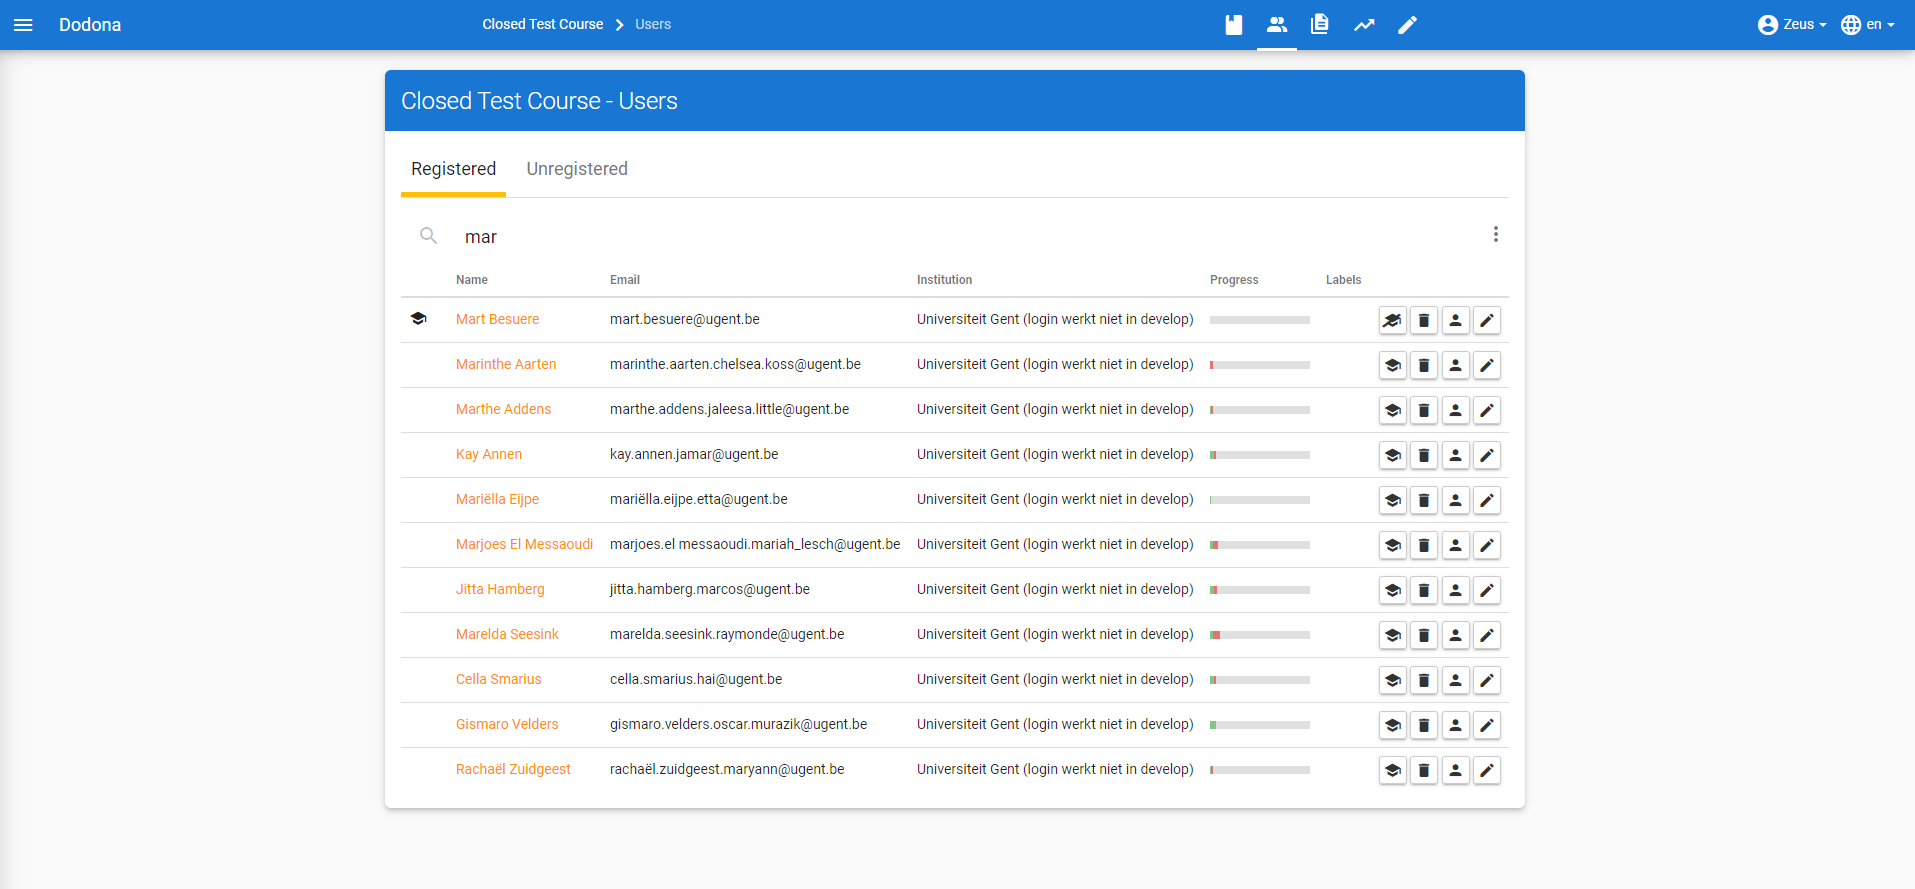 Dodona Closed Test Course Users Zeus en
Closed Test Course - Users
Registered Unregistered
mar
Name Email Institution Progress Labels
Mart Besuere mart.besuere@ugent.be Universiteit Gent (login werkt niet in develop)
Marinthe Aarten marinthe.aarten.chelsea.koss@ugent.be Universiteit Gent (login werkt niet in develop)
Marthe Addens marthe.addens.jaleesa.little@ugent.be Universiteit Gent (login werkt niet in develop)
Kay Annen kay.annen.jamar@ugent.be Universiteit Gent (login werkt niet in develop)
Mariëlla Eijpe mariëlla.eijpe.etta@ugent.be Universiteit Gent (login werkt niet in develop)
Marjoes El Messaoudi marjoes.el messaoudi.mariah_lesch@ugent.be Universiteit Gent (login werkt niet in develop)
Jitta Hamberg jitta.hamberg.marcos@ugent.be Universiteit Gent (login werkt niet in develop)
Marelda Seesink marelda.seesink.raymonde@ugent.be Universiteit Gent (login werkt niet in develop)
Cella Smarius cella.smarius.hai@ugent.be Universiteit Gent (login werkt niet in develop)
Gismaro Velders gismaro.velders.oscar.murazik@ugent.be Universiteit Gent (login werkt niet in develop)
Rachaël Zuidgeest rachaël.zuidgeest.maryann@ugent.be Universiteit Gent (login werkt niet in develop)